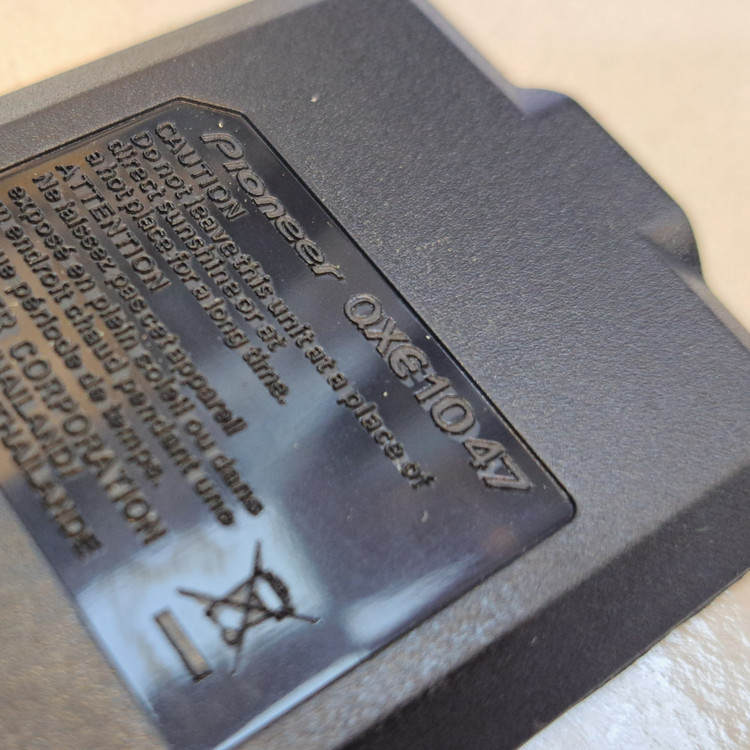 Pioneer QXE1047
CAUTION
Do not leave this unit at a place of
direct sunshine or at
a hot place for a long time.
ATTENTION
Ne laissez pas cet appareil
exposé en plein soleil ou dans
endroit chaud pendant une
période de temps.
CORPORATION
THAILANDE